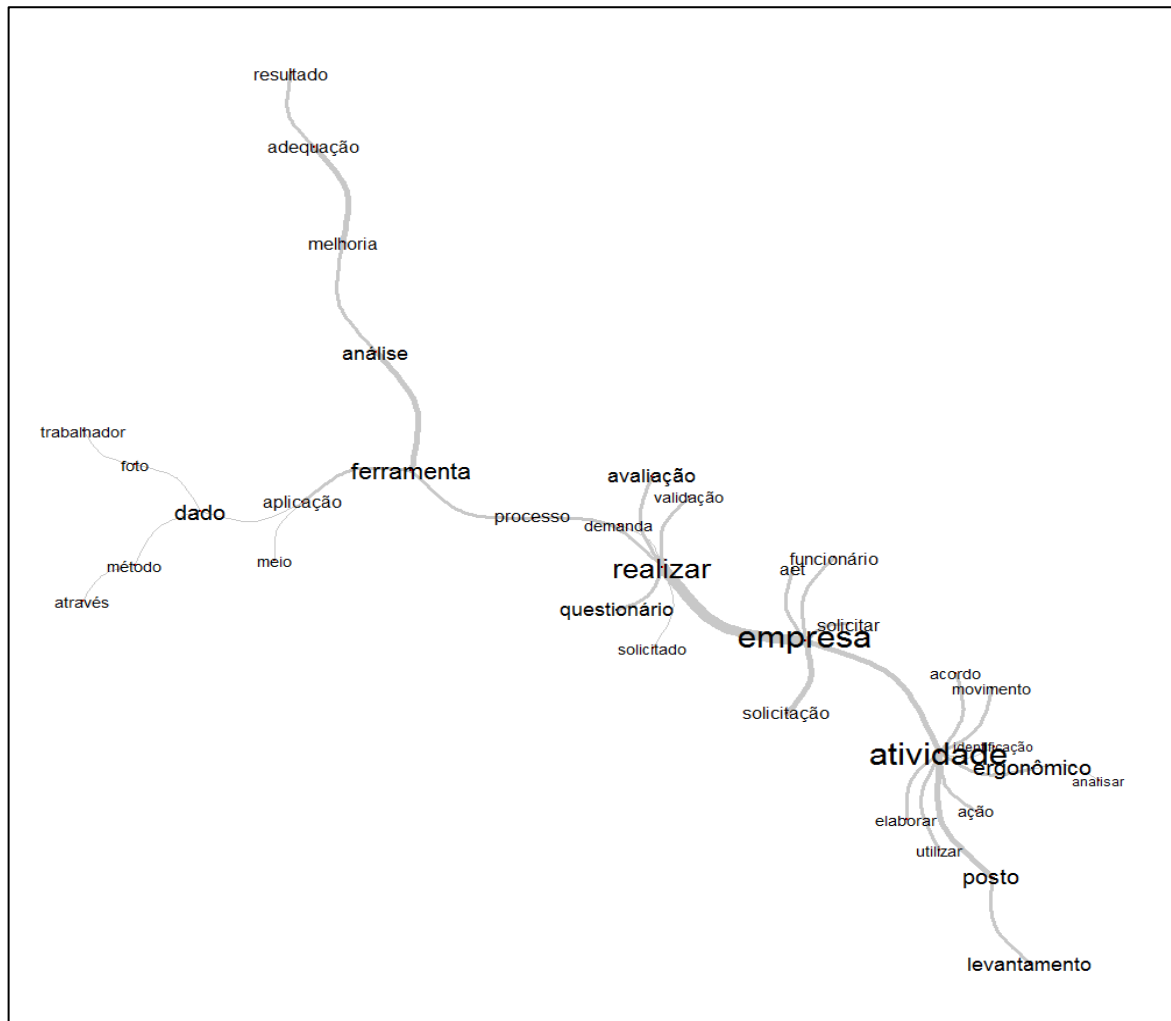 resultado
adequação
melhoria
análise
trabalhador
foto
ferramenta
avaliação
aplicação
validação
dado
processo
demanda
funcionário
método
meio
realizar
aet
através
questionário
solicitar
empresa
solicitado
acordo
movimento
solicitação
identificação
atividade
ergonômico
analisar
ação
elaborar
utilizar
posto
levantamento